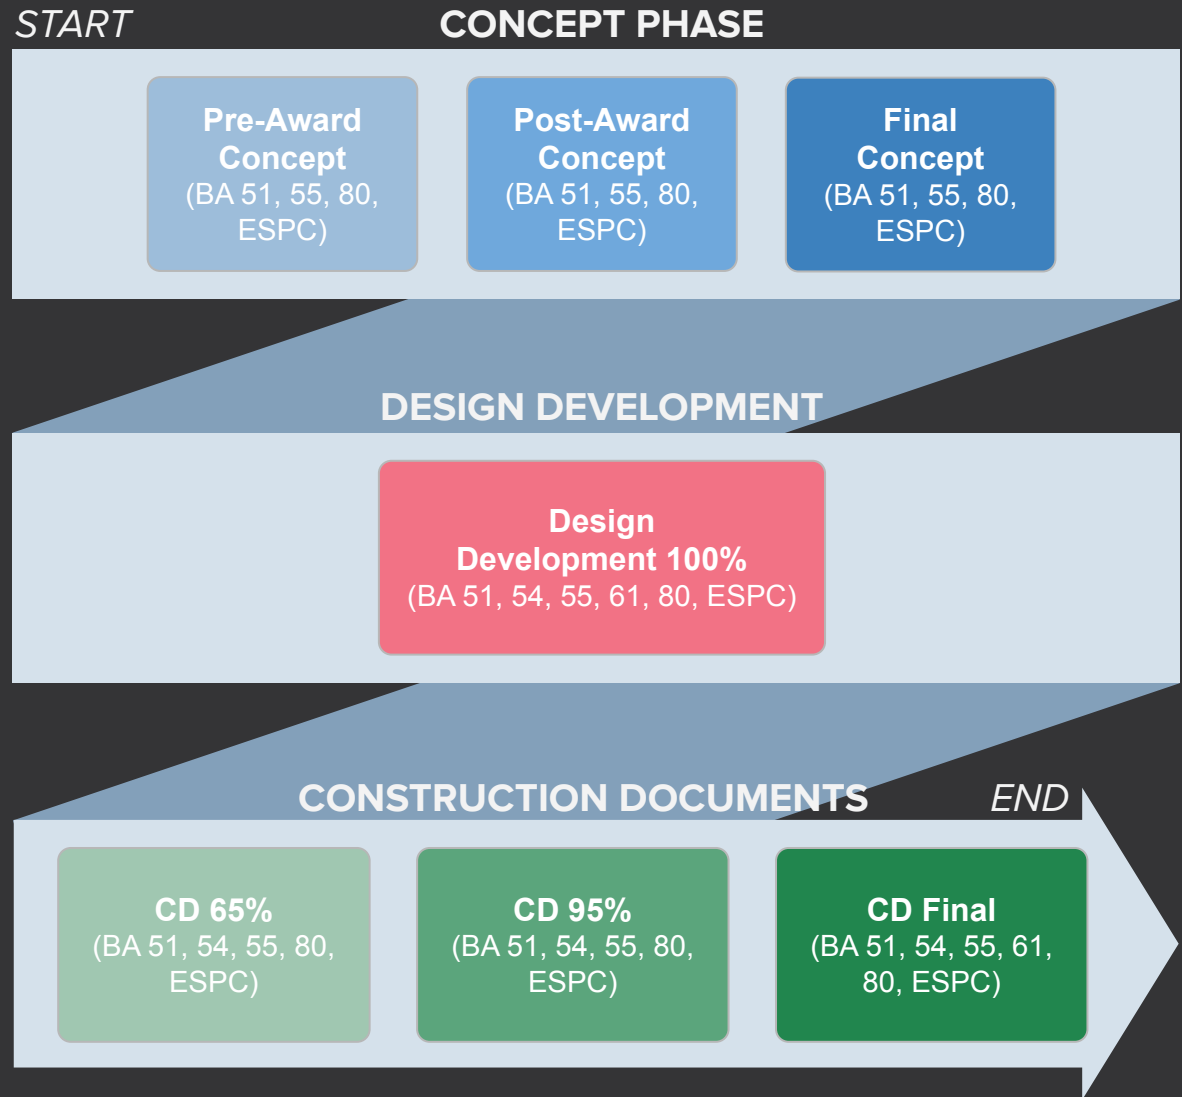 START
CONCEPT PHASE
Pre-Award
Concept
(BA 51, 55, 80,
ESPC)
Post-Award
Concept
(BA 51, 55, 80,
ESPC)
Final
Concept
(BA 51, 55, 80,
ESPC)
DESIGN DEVELOPMENT
Design
Development 100%
(BA 51, 54, 55, 61, 80, ESPC)
CONSTRUCTION DOCUMENTS
END
CD 65%
(BA 51, 54, 55, 80,
ESPC)
CD 95%
(BA 51, 54, 55, 80,
ESPC)
CD Final
(BA 51, 54, 55, 61,
80, ESPC)